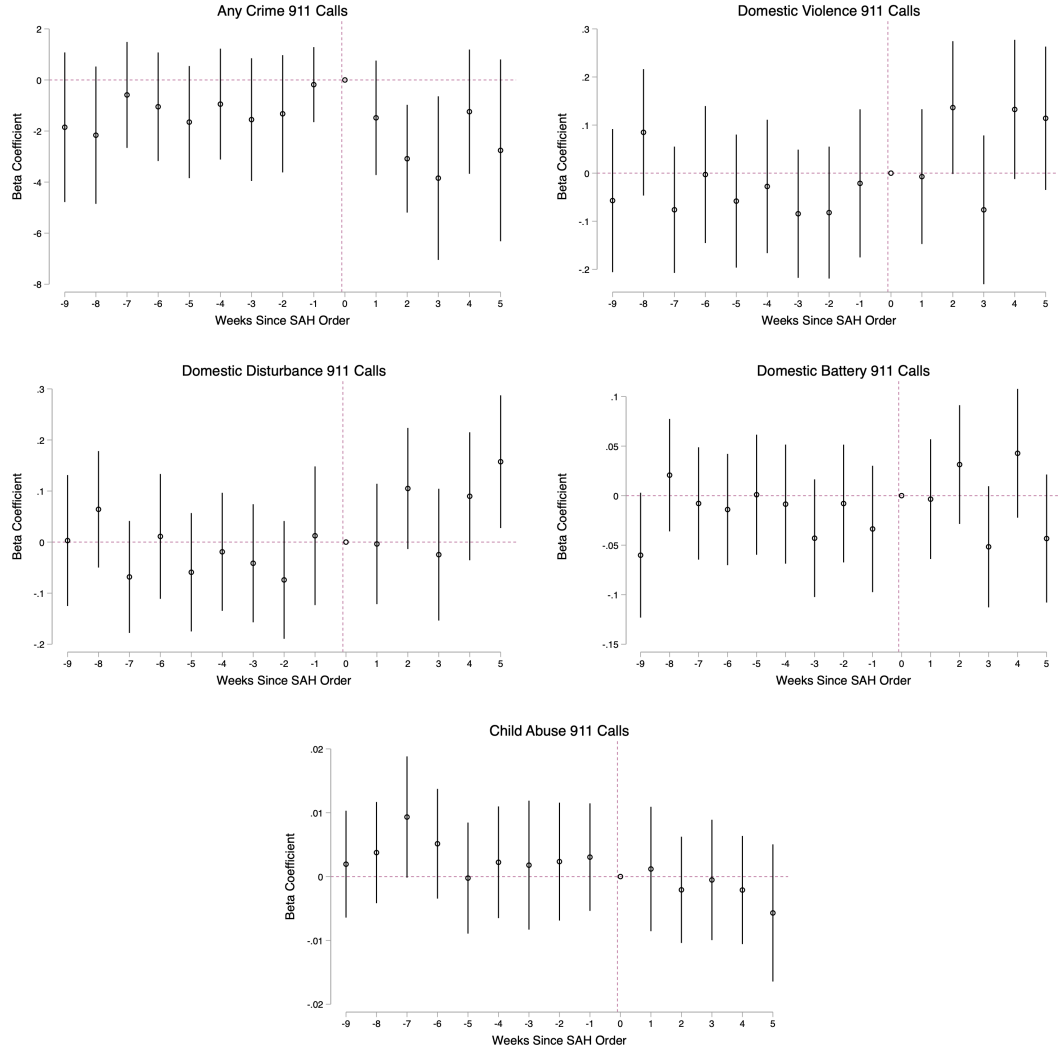 Any Crime 911 Calls
2
0
-2
-4
-6
-8
Beta Coefficient
-9 -8 -7 -6 -5 -4 -3 -2 -1 0 1 2 3 4 5
Weeks Since SAH Order
Domestic Violence 911 Calls
.3
.2
.1
0
-.1
-.2
Beta Coefficient
-9 -8 -7 -6 -5 -4 -3 -2 -1 0 1 2 3 4 5
Weeks Since SAH Order
Domestic Disturbance 911 Calls
.3
.2
.1
0
-.1
-.2
Beta Coefficient
-9 -8 -7 -6 -5 -4 -3 -2 -1 0 1 2 3 4 5
Weeks Since SAH Order
Domestic Battery 911 Calls
.1
.05
0
-.05
-.1
-.15
Beta Coefficient
-9 -8 -7 -6 -5 -4 -3 -2 -1 0 1 2 3 4 5
Weeks Since SAH Order
Child Abuse 911 Calls
.02
.01
0
-.01
-.02
Beta Coefficient
-9 -8 -7 -6 -5 -4 -3 -2 -1 0 1 2 3 4 5
Weeks Since SAH Order